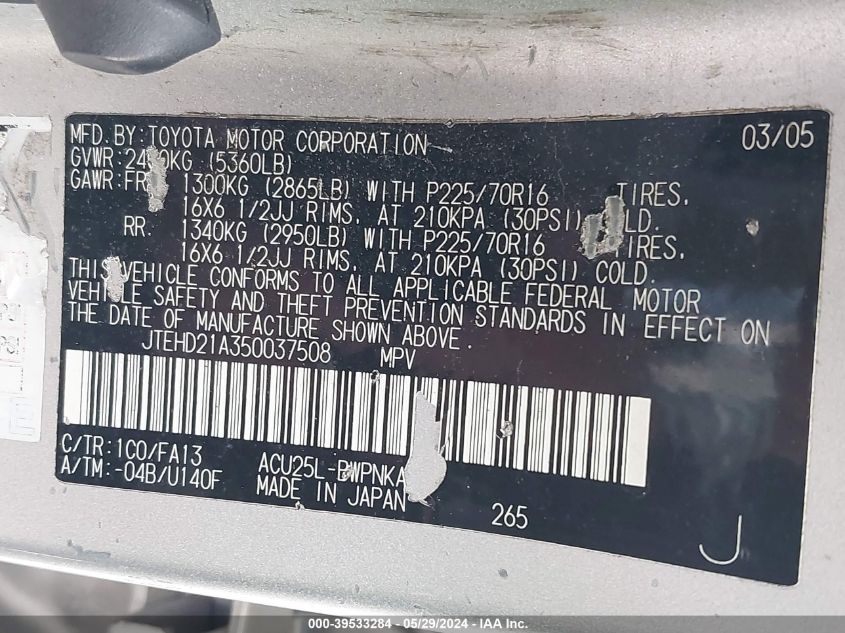 MFD. BY: TOYOTA MOTOR CORPORATION 03/05
GVWR: 24 0KG (5360LB)
GAWR: FR 1300KG (2865LB) WITH P225/70R16 TIRES,
16X6 1/2JJ RIMS, AT 210KPA (30PSI) LD.
RR. 1340KG (2950LB) WITH P225/70R16 TIRES,
16X6 1/2JJ RIMS, AT 210KPA (30PSI) COLD.
THIS VEHICLE CONFORMS TO ALL APPLICABLE FEDERAL MOTOR
VEHICLE SAFETY AND THEFT PREVENTION STANDARDS IN EFFECT ON
THE DATE OF MANUFACTURE SHOWN ABOVE.
JTEHD21A350037508 MPV
C/TR: 1C0/FA13
A/TM: -04B/U140F
ACU25L- WPNKA
MADE IN JAPAN
265
J
000-39533284 - 05/29/2024 - IAA Inc.